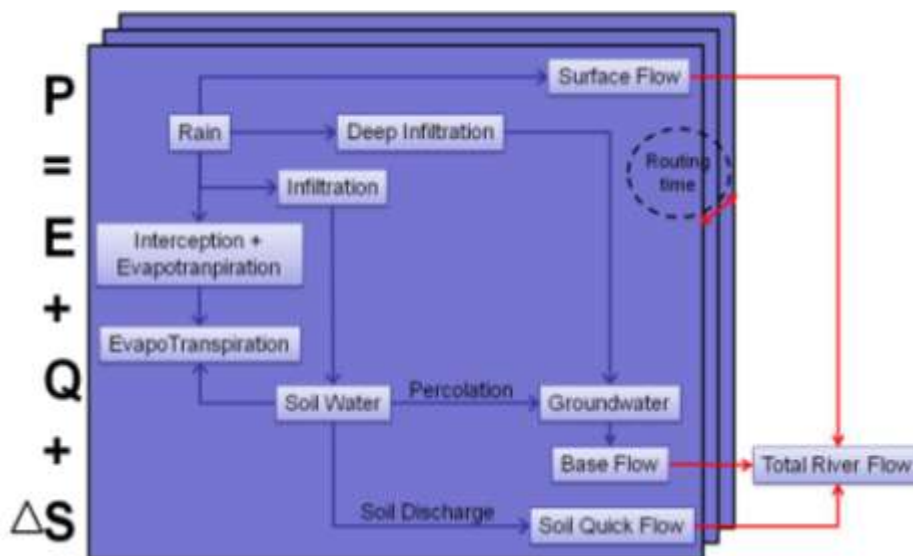 P
=
E
+
Q
+
△S
Surface Flow
Rain
Deep Infiltration
Routing
time
Infiltration
Interception +
Evapotranpiration
EvapoTranspiration
Soil Water
Percolation
Groundwater
Base Flow
Total River Flow
Soil Discharge
Soil Quick Flow